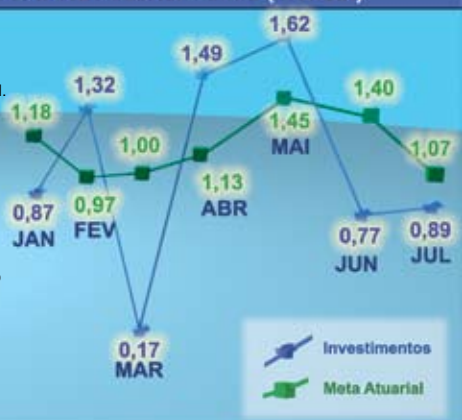 1,62
1,49
1,32
1,40
1,18
1,45
1,00
MAI
1,07
1,13
0,87
0,97
ABR
JAN
FEV
0,77
0,89
JUN
JUL
0,17
MAR
Investimentos
Meta Atuarial